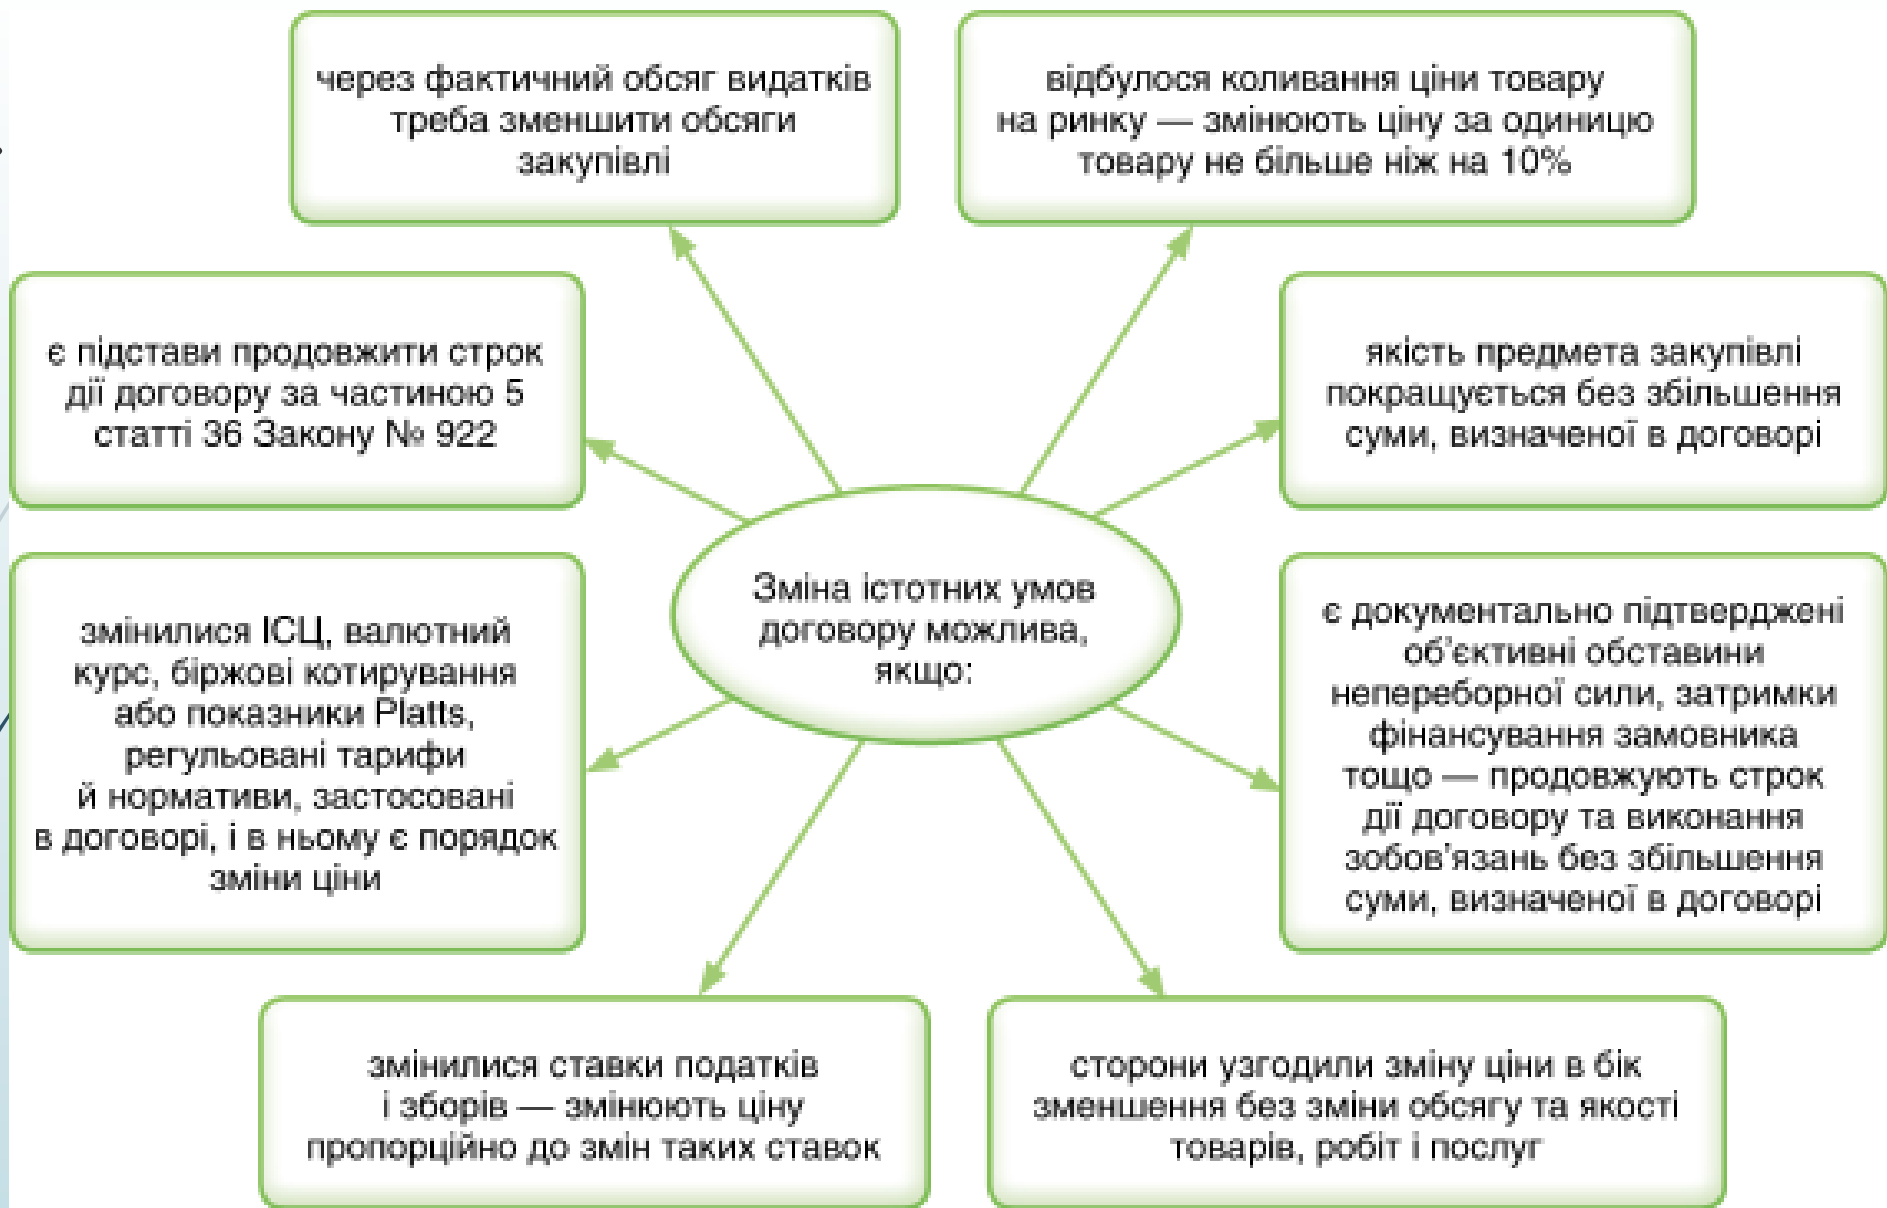 через фактичний обсяг видатків
треба зменшити обсяги
закупівлі
відбулося коливання ціни товару
на ринку — змінюють ціну за одиницю
товару не більше ніж на 10%
є підстави продовжити строк
дії договору за частиною 5
статті 36 Закону № 922
якість предмета закупівлі
покращується без збільшення
суми, визначеної в договорі
Зміна істотних умов
договору можлива,
якщо:
змінилися ІСЦ, валютний
курс, біржові котирування
або показники Platts,
регульовані тарифи
й нормативи, застосовані
в договорі, і в ньому є порядок
зміни ціни
є документально підтверджені
об’єктивні обставини
непереборної сили, затримки
фінансування замовника
тощо — продовжують строк
дії договору та виконання
зобов’язань без збільшення
суми, визначеної в договорі
змінилися ставки податків
і зборів — змінюють ціну
пропорційно до змін таких ставок
сторони узгодили зміну ціни в бік
зменшення без зміни обсягу та якості
товарів, робіт і послуг